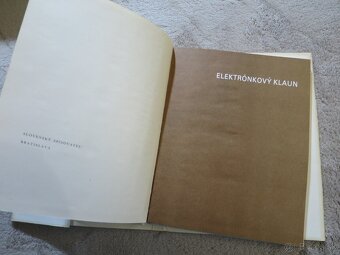 SLOVENSKÝ SPISOVATEĽ
BRATISLAVA
ELEKTRÓNKOVÝ KLAUN